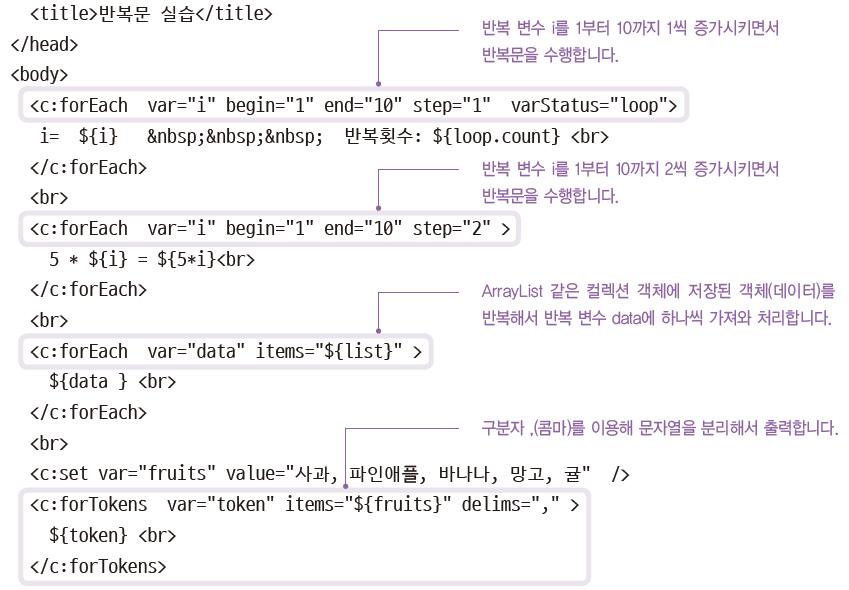 <title>반복문 실습</title>
</head>
<body>
반복 변수 i를 1부터 10까지 1씩 증가시키면서
반복문을 수행합니다.
<c:forEach  var="i" begin="1" end="10" step="1"  varStatus="loop">
i=  ${i}   &nbsp;&nbsp;&nbsp;  반복횟수: ${loop.count} <br>
</c:forEach>
<br>
반복 변수 i를 1부터 10까지 2씩 증가시키면서
반복문을 수행합니다.
<c:forEach  var="i" begin="1" end="10" step="2" >
5 * ${i} = ${5*i}<br>
</c:forEach>
<br>
ArrayList 같은 컬렉션 객체에 저장된 객체(데이터)를
반복해서 반복 변수 data에 하나씩 가져와 처리합니다.
<c:forEach  var="data" items="${list}" >
${data } <br>
</c:forEach>
<br>
구분자 ,(콤마)를 이용해 문자열을 분리해서 출력합니다.
<c:set var="fruits" value="사과, 파인애플, 바나나, 망고, 귤"  />
<c:forTokens  var="token" items="${fruits}" delims="," >
${token} <br>
</c:forTokens>